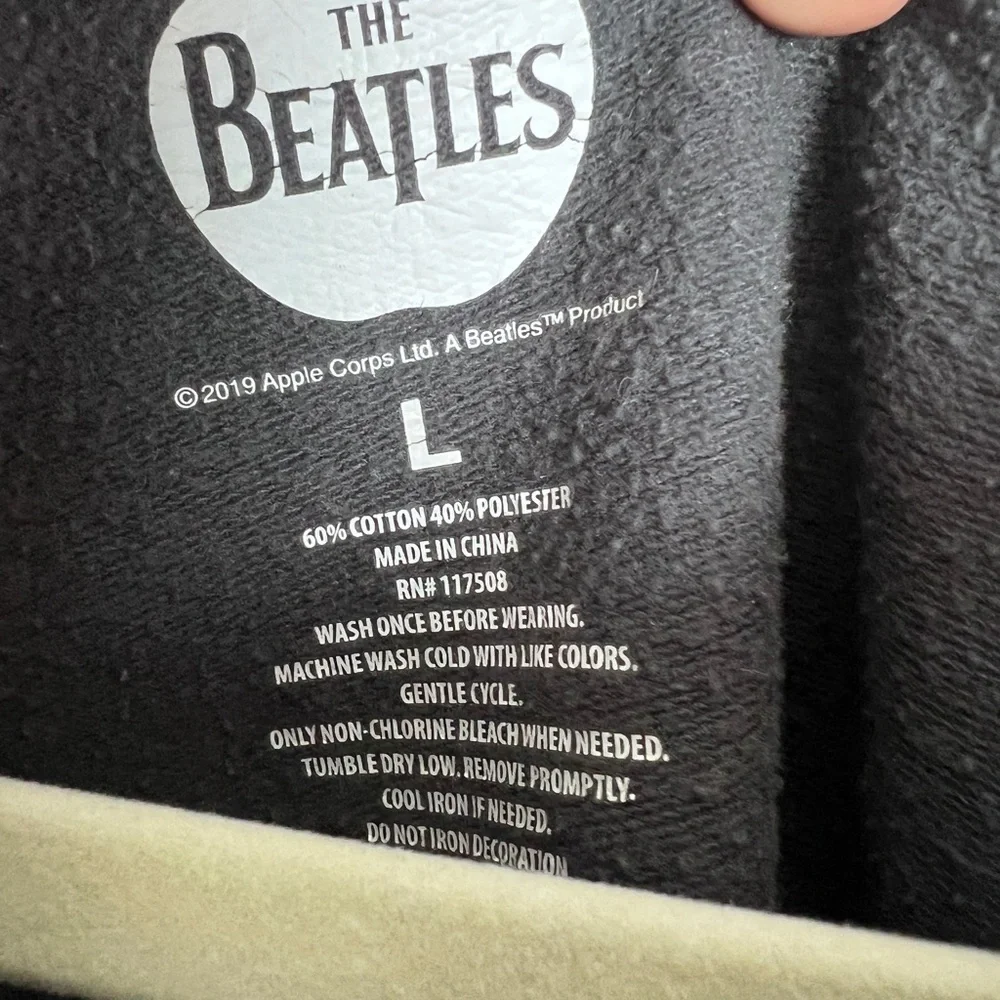 THE
BEATLES
©2019 Apple Corps Ltd. A Beatles™ Product
L
60% COTTON 40% POLYESTER
MADE IN CHINA
RN# 117508
WASH ONCE BEFORE WEARING.
MACHINE WASH COLD WITH LIKE COLORS.
GENTLE CYCLE.
ONLY NON-CHLORINE BLEACH WHEN NEEDED.
TUMBLE DRY LOW. REMOVE PROMPTLY.
COOL IRON IF NEEDED.
DO NOT IRON DECORATION